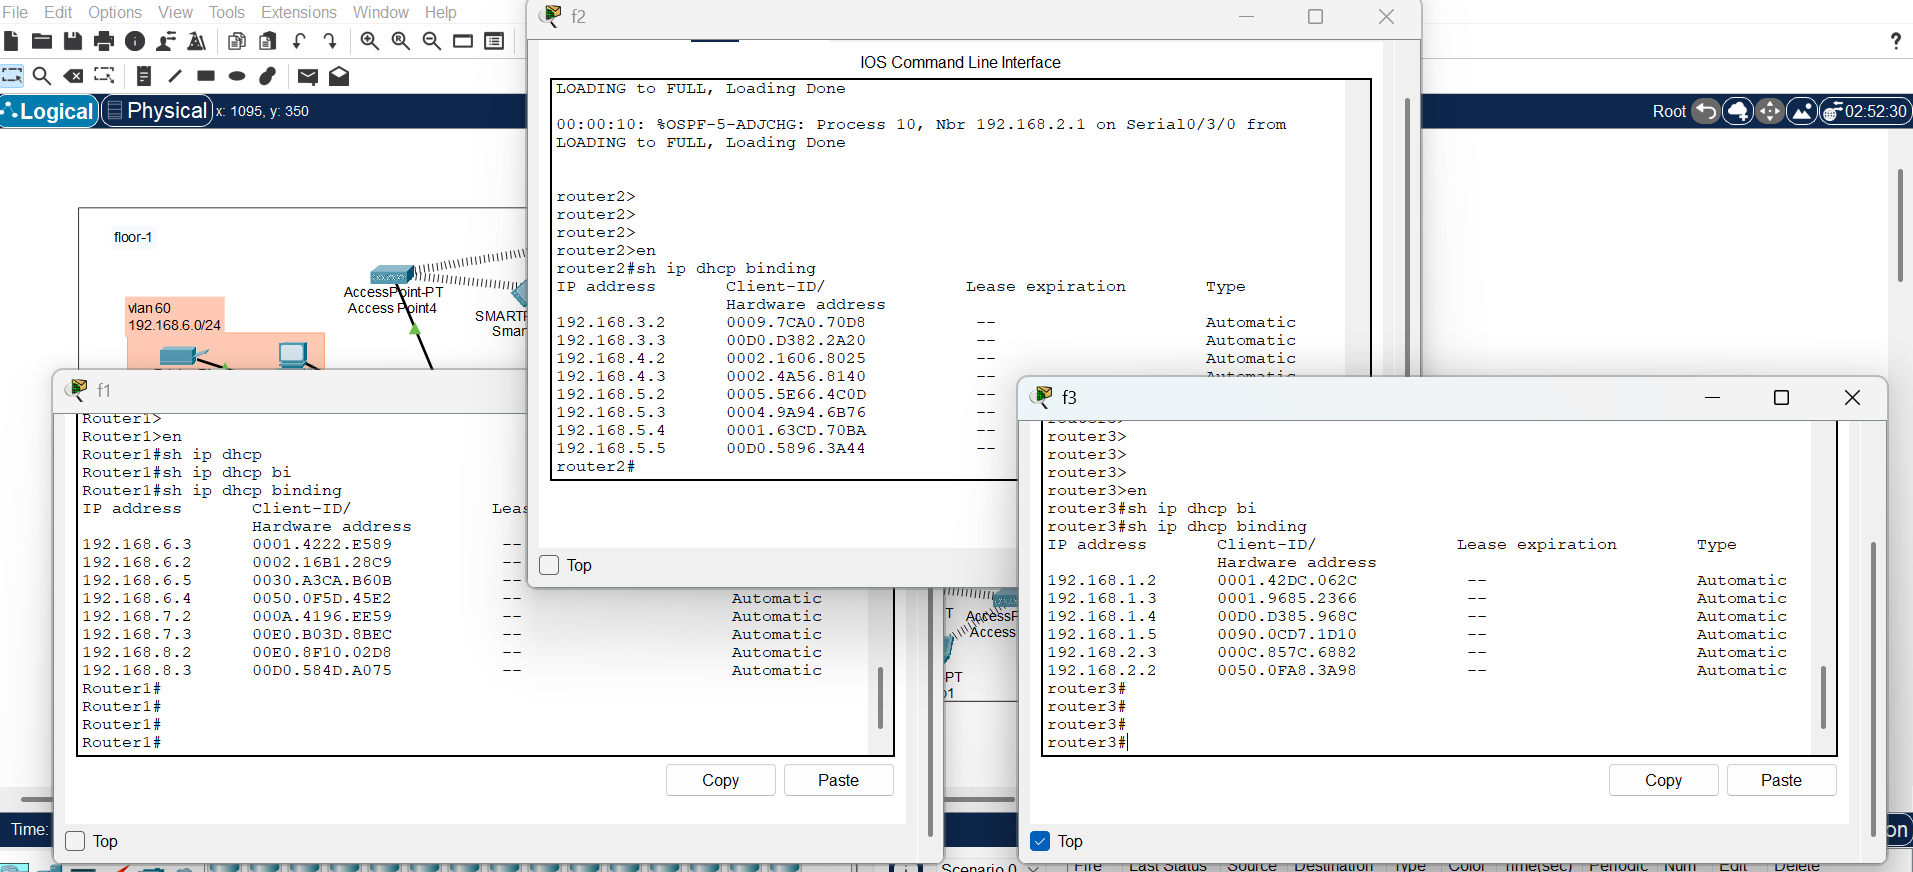 File Edit Options View Tools Extensions Window Help
?
Logical Physical x: 1095, y: 350
Root 02:52:30
floor-1
AccessPoint-PT
Access Point4
SMARTP
Smar
vlan 60
192.168.6.0/24
f2
IOS Command Line Interface
LOADING to FULL, Loading Done
00:00:10: %OSPF-5-ADJCHG: Process 10, Nbr 192.168.2.1 on Serial0/3/0 from
LOADING to FULL, Loading Done
router2>
router2>
router2>
router2>en
router2#sh ip dhcp binding
IP address Client-ID/ Lease expiration Type
Hardware address
192.168.3.2 0009.7CA0.70D8 -- Automatic
192.168.3.3 00D0.D382.2A20 -- Automatic
192.168.4.2 0002.1606.8025 -- Automatic
192.168.4.3 0002.4A56.8140 -- Automatic
192.168.5.2 0005.5E66.4C0D --
192.168.5.3 0004.9A94.6B76 --
192.168.5.4 0001.63CD.70BA --
192.168.5.5 00D0.5896.3A44 --
router2#
Top
f1
Router1>
Router1>en
Router1#sh ip dhcp
Router1#sh ip dhcp bi
Router1#sh ip dhcp binding
IP address Client-ID/ Leas
Hardware address
192.168.6.3 0001.4222.E589 --
192.168.6.2 0002.16B1.28C9 --
192.168.6.5 0030.A3CA.B60B --
192.168.6.4 0050.0F5D.45E2 -- Automatic
192.168.7.2 000A.4196.EE59 -- Automatic
192.168.7.3 00E0.B03D.8BEC -- Automatic
192.168.8.2 00E0.8F10.02D8 -- Automatic
192.168.8.3 00D0.584D.A075 -- Automatic
Router1#
Router1#
Router1#
Router1#
Copy Paste
Top
T AccessP
Access
PT
f3
router3>
router3>
router3>
router3>
router3>en
router3#sh ip dhcp bi
router3#sh ip dhcp binding
IP address Client-ID/ Lease expiration Type
Hardware address
192.168.1.2 0001.42DC.062C -- Automatic
192.168.1.3 0001.9685.2366 -- Automatic
192.168.1.4 00D0.D385.968C -- Automatic
192.168.1.5 0090.0CD7.1D10 -- Automatic
192.168.2.3 000C.857C.6882 -- Automatic
192.168.2.2 0050.0FA8.3A98 -- Automatic
router3#
router3#
router3#
router3#
Copy Paste
Top
Time:
on
Scenario 0 Fire Last Status Source Destination Type Color Time(sec) Periodic Num Edit Delete